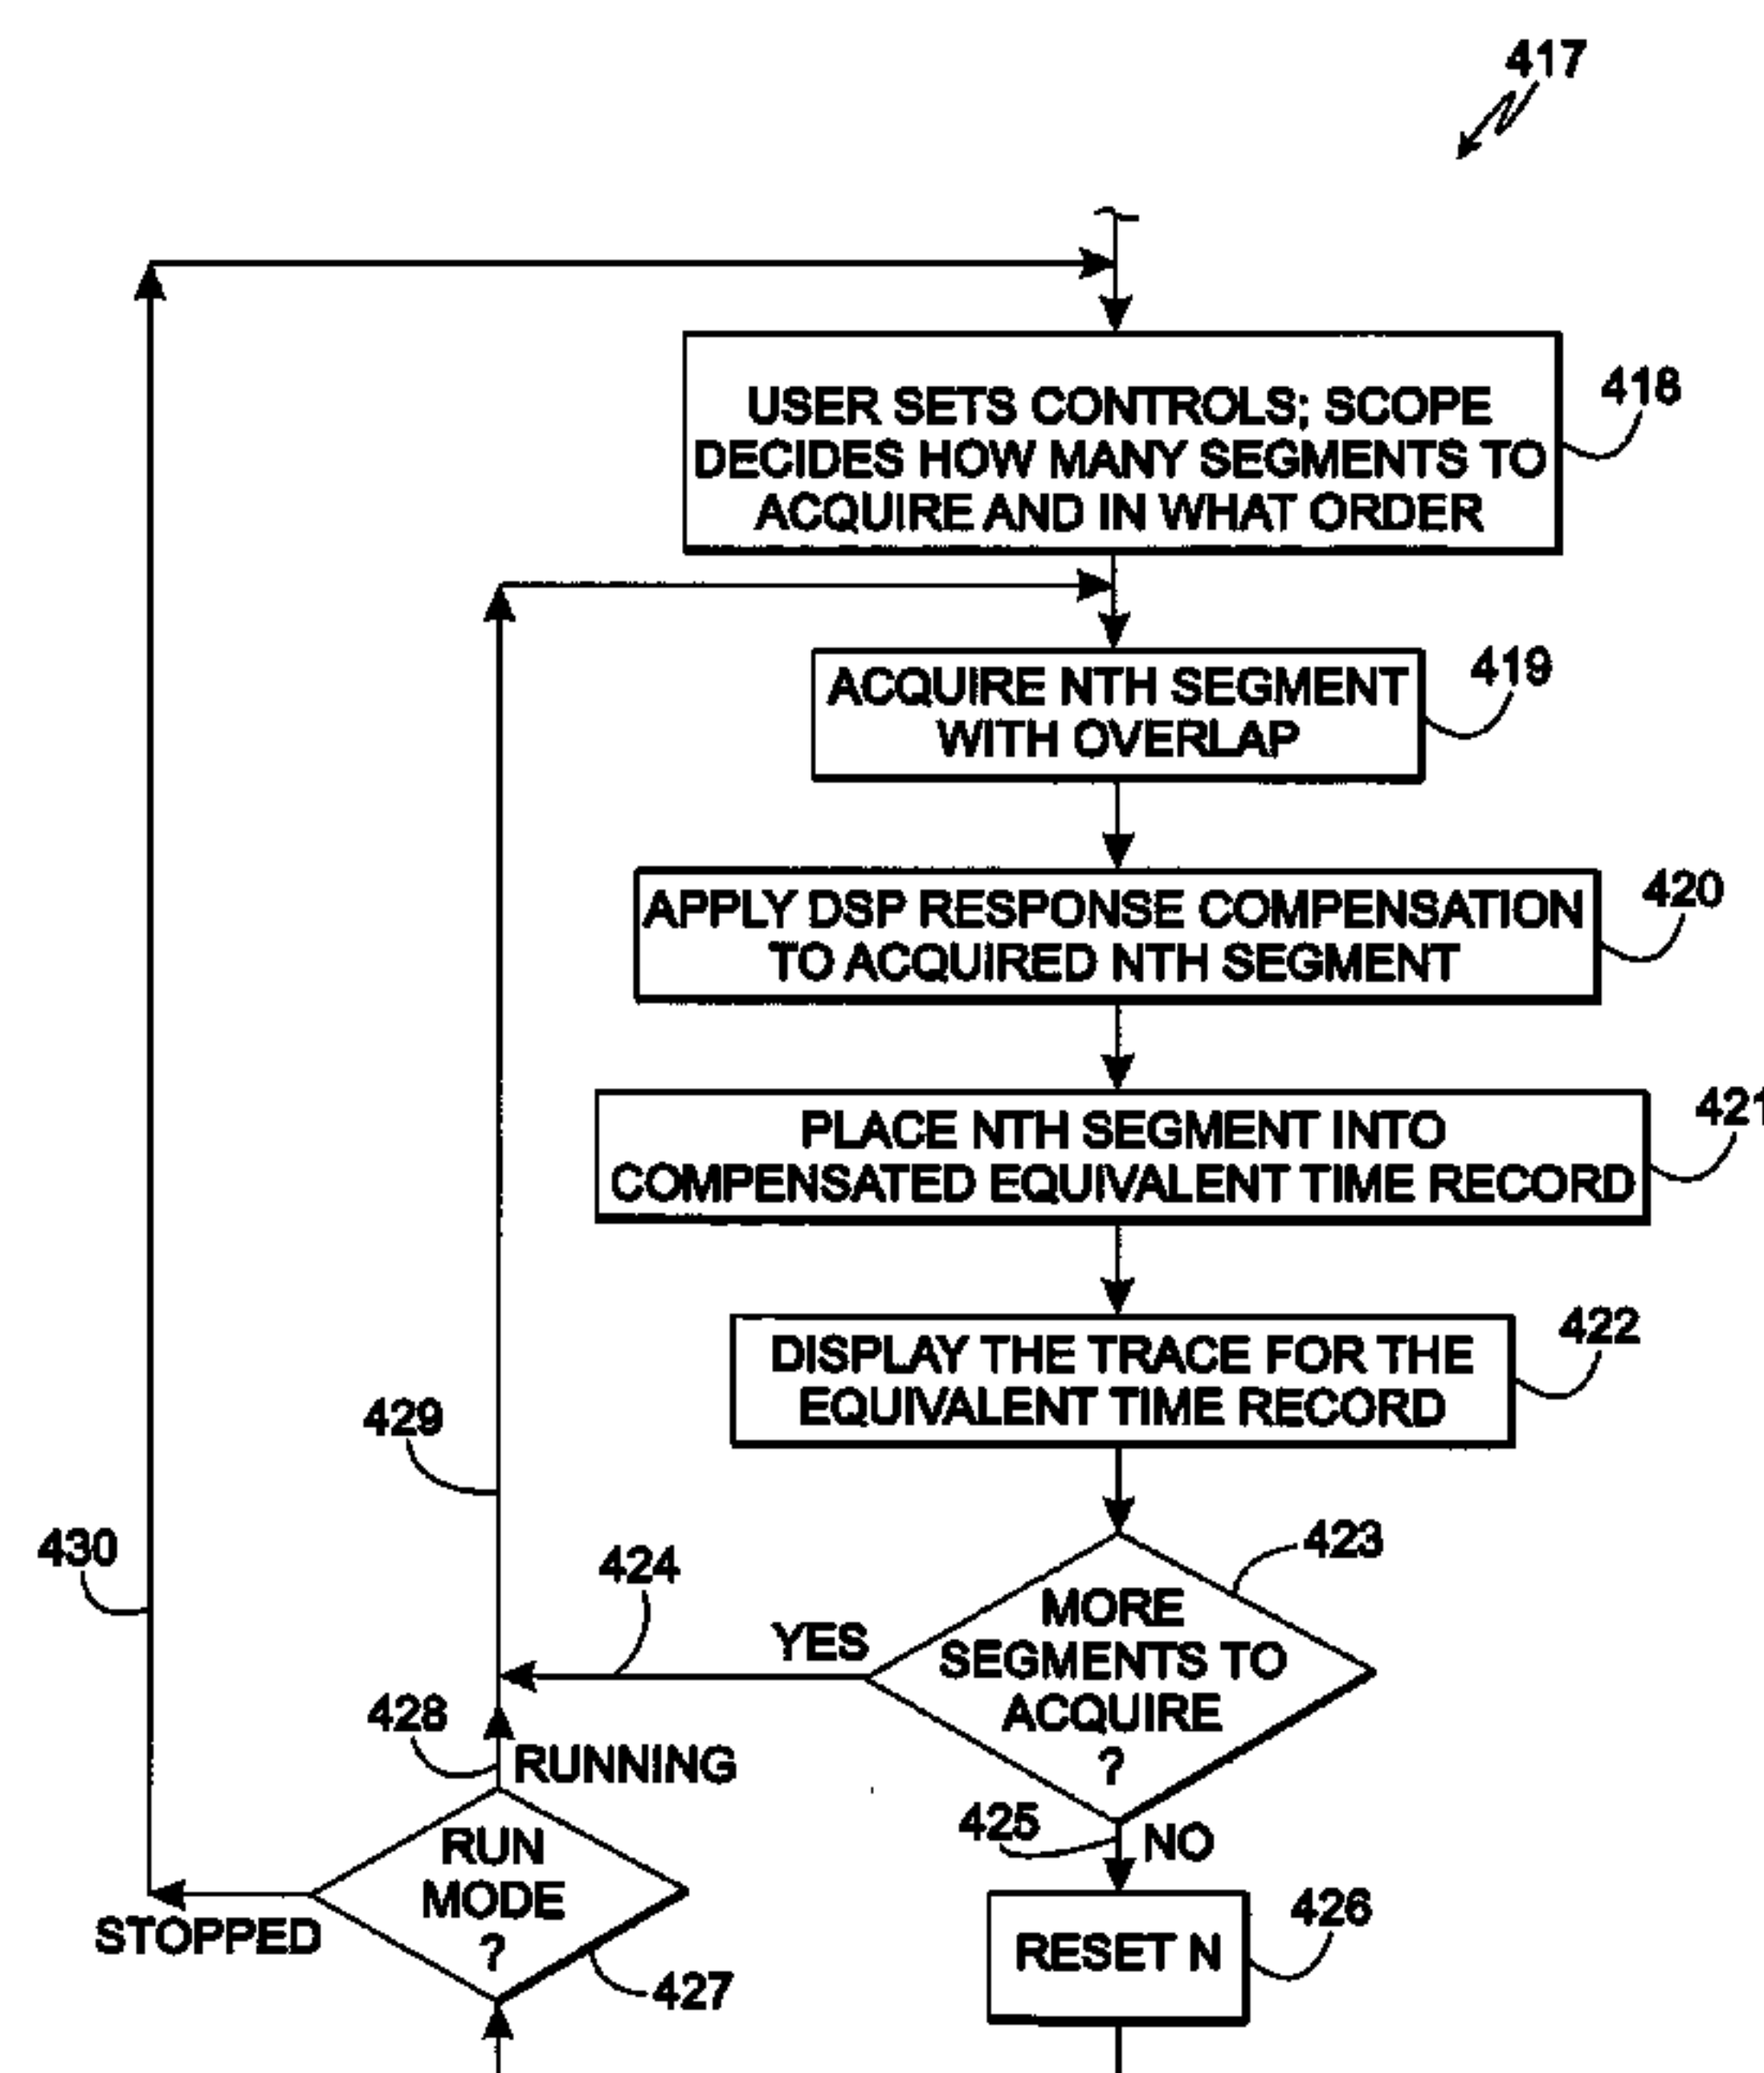 417
USER SETS CONTROLS; SCOPE
DECIDES HOW MANY SEGMENTS TO
ACQUIRE AND IN WHAT ORDER
418
ACQUIRE NTH SEGMENT
WITH OVERLAP
419
APPLY DSP RESPONSE COMPENSATION
TO ACQUIRED NTH SEGMENT
420
PLACE NTH SEGMENT INTO
COMPENSATED EQUIVALENT TIME RECORD
421
DISPLAY THE TRACE FOR THE
EQUIVALENT TIME RECORD
422
429
430
424
423
YES
MORE
SEGMENTS TO
ACQUIRE
?
428
RUNNING
425
NO
RUN
MODE
?
STOPPED
427
RESET N
426